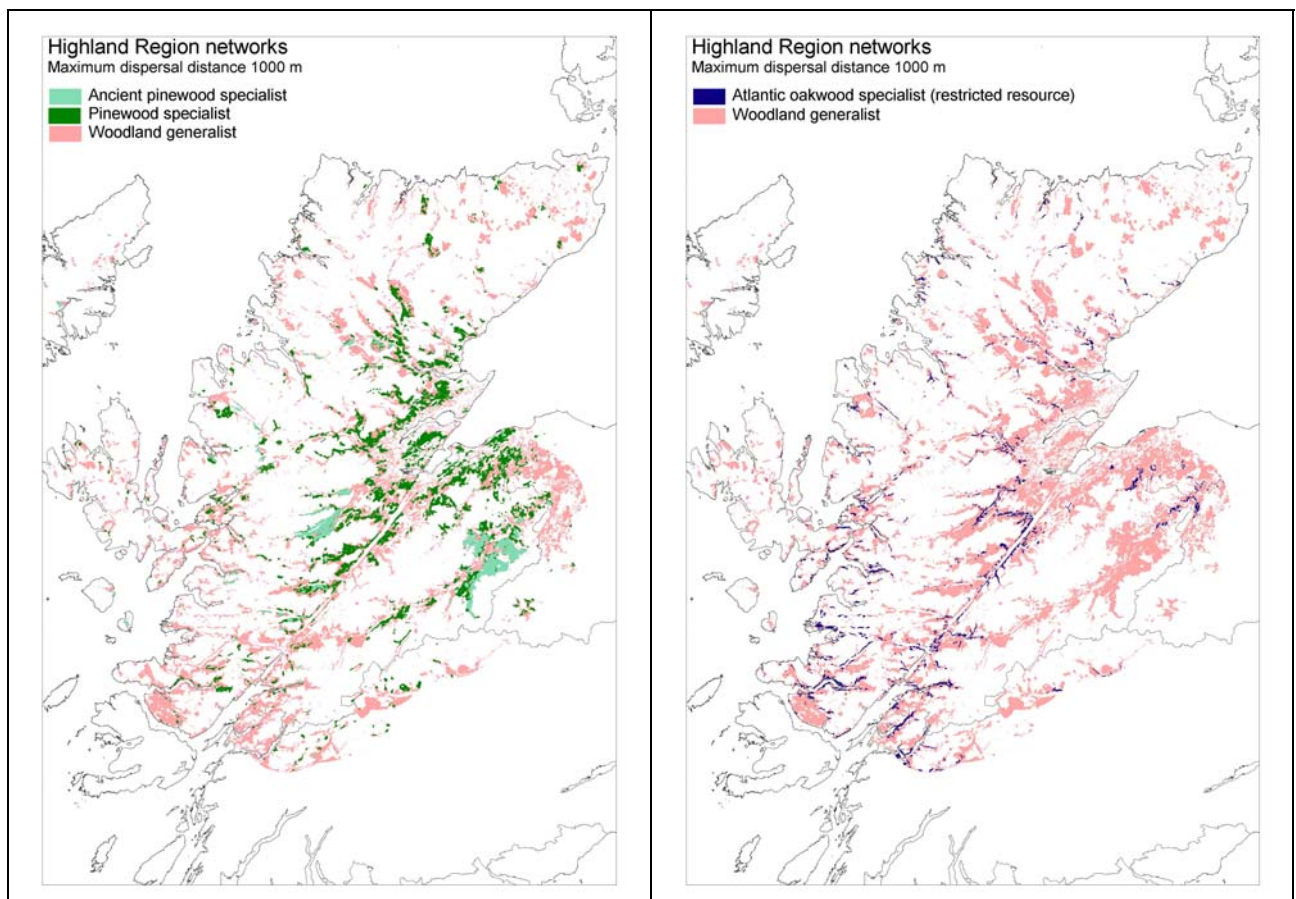 Highland Region networks
Maximum dispersal distance 1000 m
Ancient pinewood specialist
Pinewood specialist
Woodland generalist
Highland Region networks
Maximum dispersal distance 1000 m
Atlantic oakwood specialist (restricted resource)
Woodland generalist